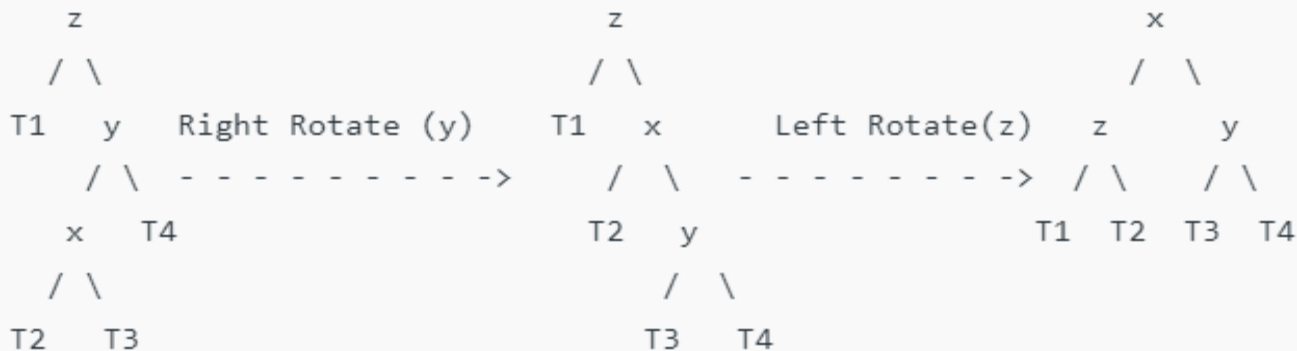 z                             z                             x
/ \                           / \                          /  \
T1   y   Right Rotate (y)    T1   x      Left Rotate(z)   z      y
/ \  - - - - - - - - ->      /  \   - - - - - - - ->  / \    / \
x   T4                        T2   y                  T1  T2  T3  T4
/ \                               /  \
T2   T3                           T3   T4